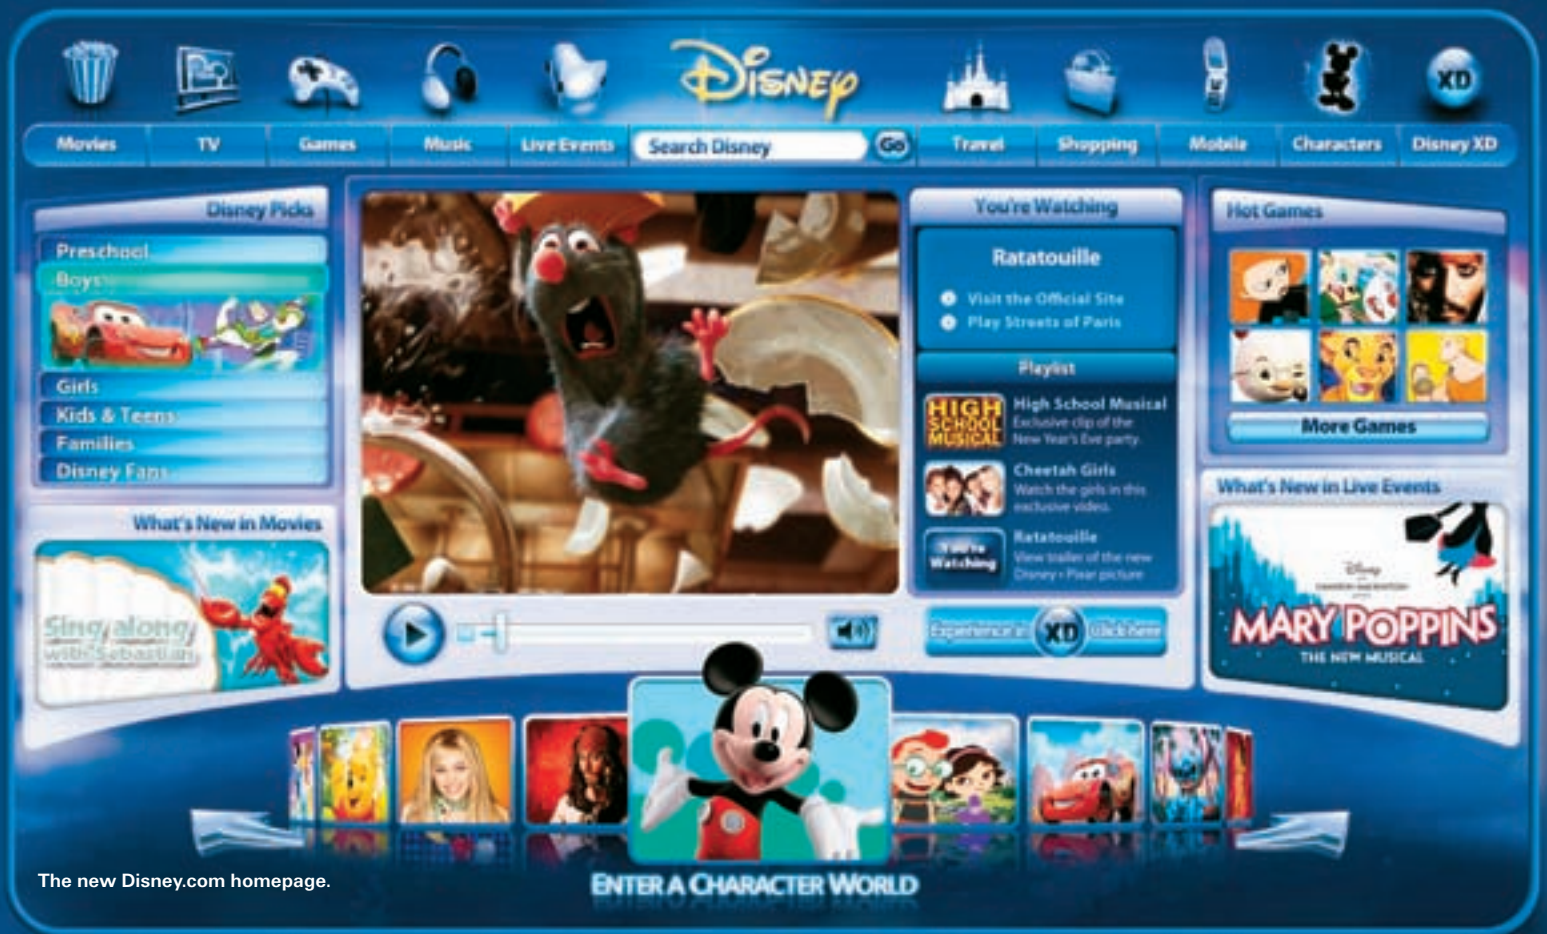 Disney
XD
Movies
TV
Games
Music
Live Events
Search Disney
Go
Travel
Shopping
Mobile
Characters
Disney XD
Disney Picks
Preschool
Boys
Girls
Kids & Teens
Families
Disney Fans
What's New in Movies
Sing along
with Sebastian
You're Watching
Ratatouille
Visit the Official Site
Play Streets of Paris
Playlist
HIGH
SCHOOL
MUSICAL
High School Musical
Exclusive clip of the
New Year's Eve party.
Cheetah Girls
Watch the girls in this
exclusive video.
You're
Watching
Ratatouille
View trailer of the new
Disney • Pixar picture
Experience in XD click here
Hot Games
More Games
What's New in Live Events
Disney
MARY POPPINS
THE NEW MUSICAL
ENTER A CHARACTER WORLD
The new Disney.com homepage.